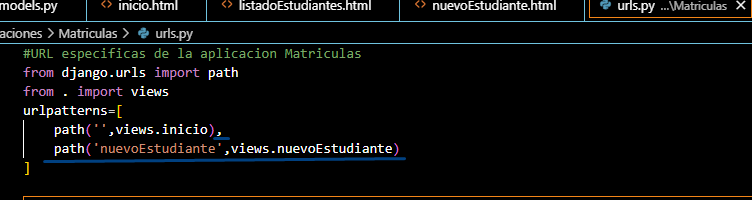 models.py
inicio.html
listadoEstudiantes.html
nuevoEstudiante.html
urls.py ...\Matriculas
aciones > Matriculas > urls.py
#URL especificas de la aplicacion Matriculas
from django.urls import path
from . import views
urlpatterns=[
path('',views.inicio),
path('nuevoEstudiante',views.nuevoEstudiante)
]